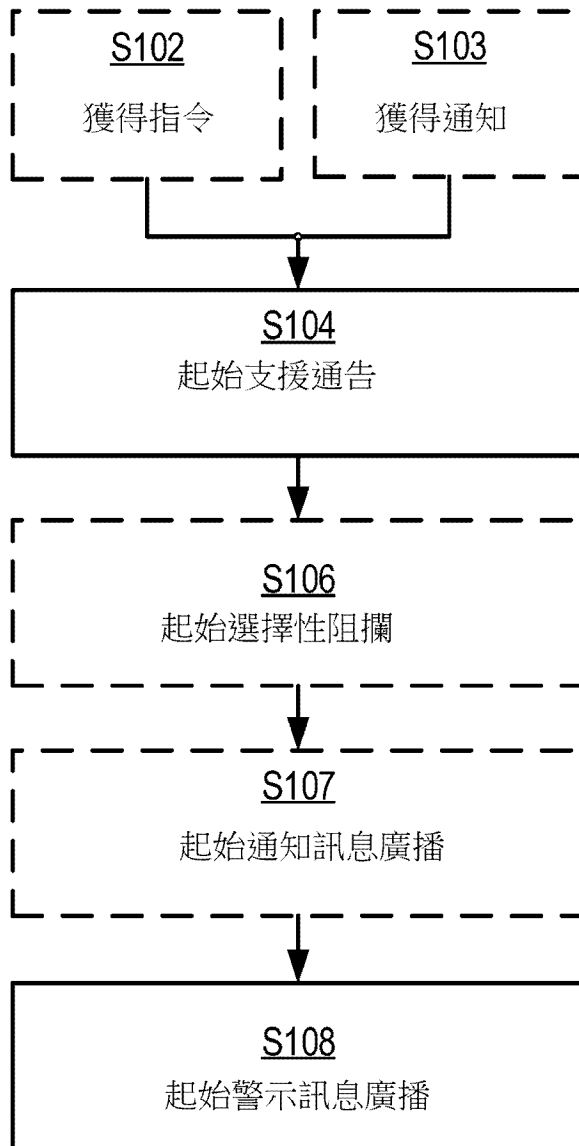 S102
獲得指令
S103
獲得通知
S104
起始支援通告
S106
起始選擇性阻攔
S107
起始通知訊息廣播
S108
起始警示訊息廣播